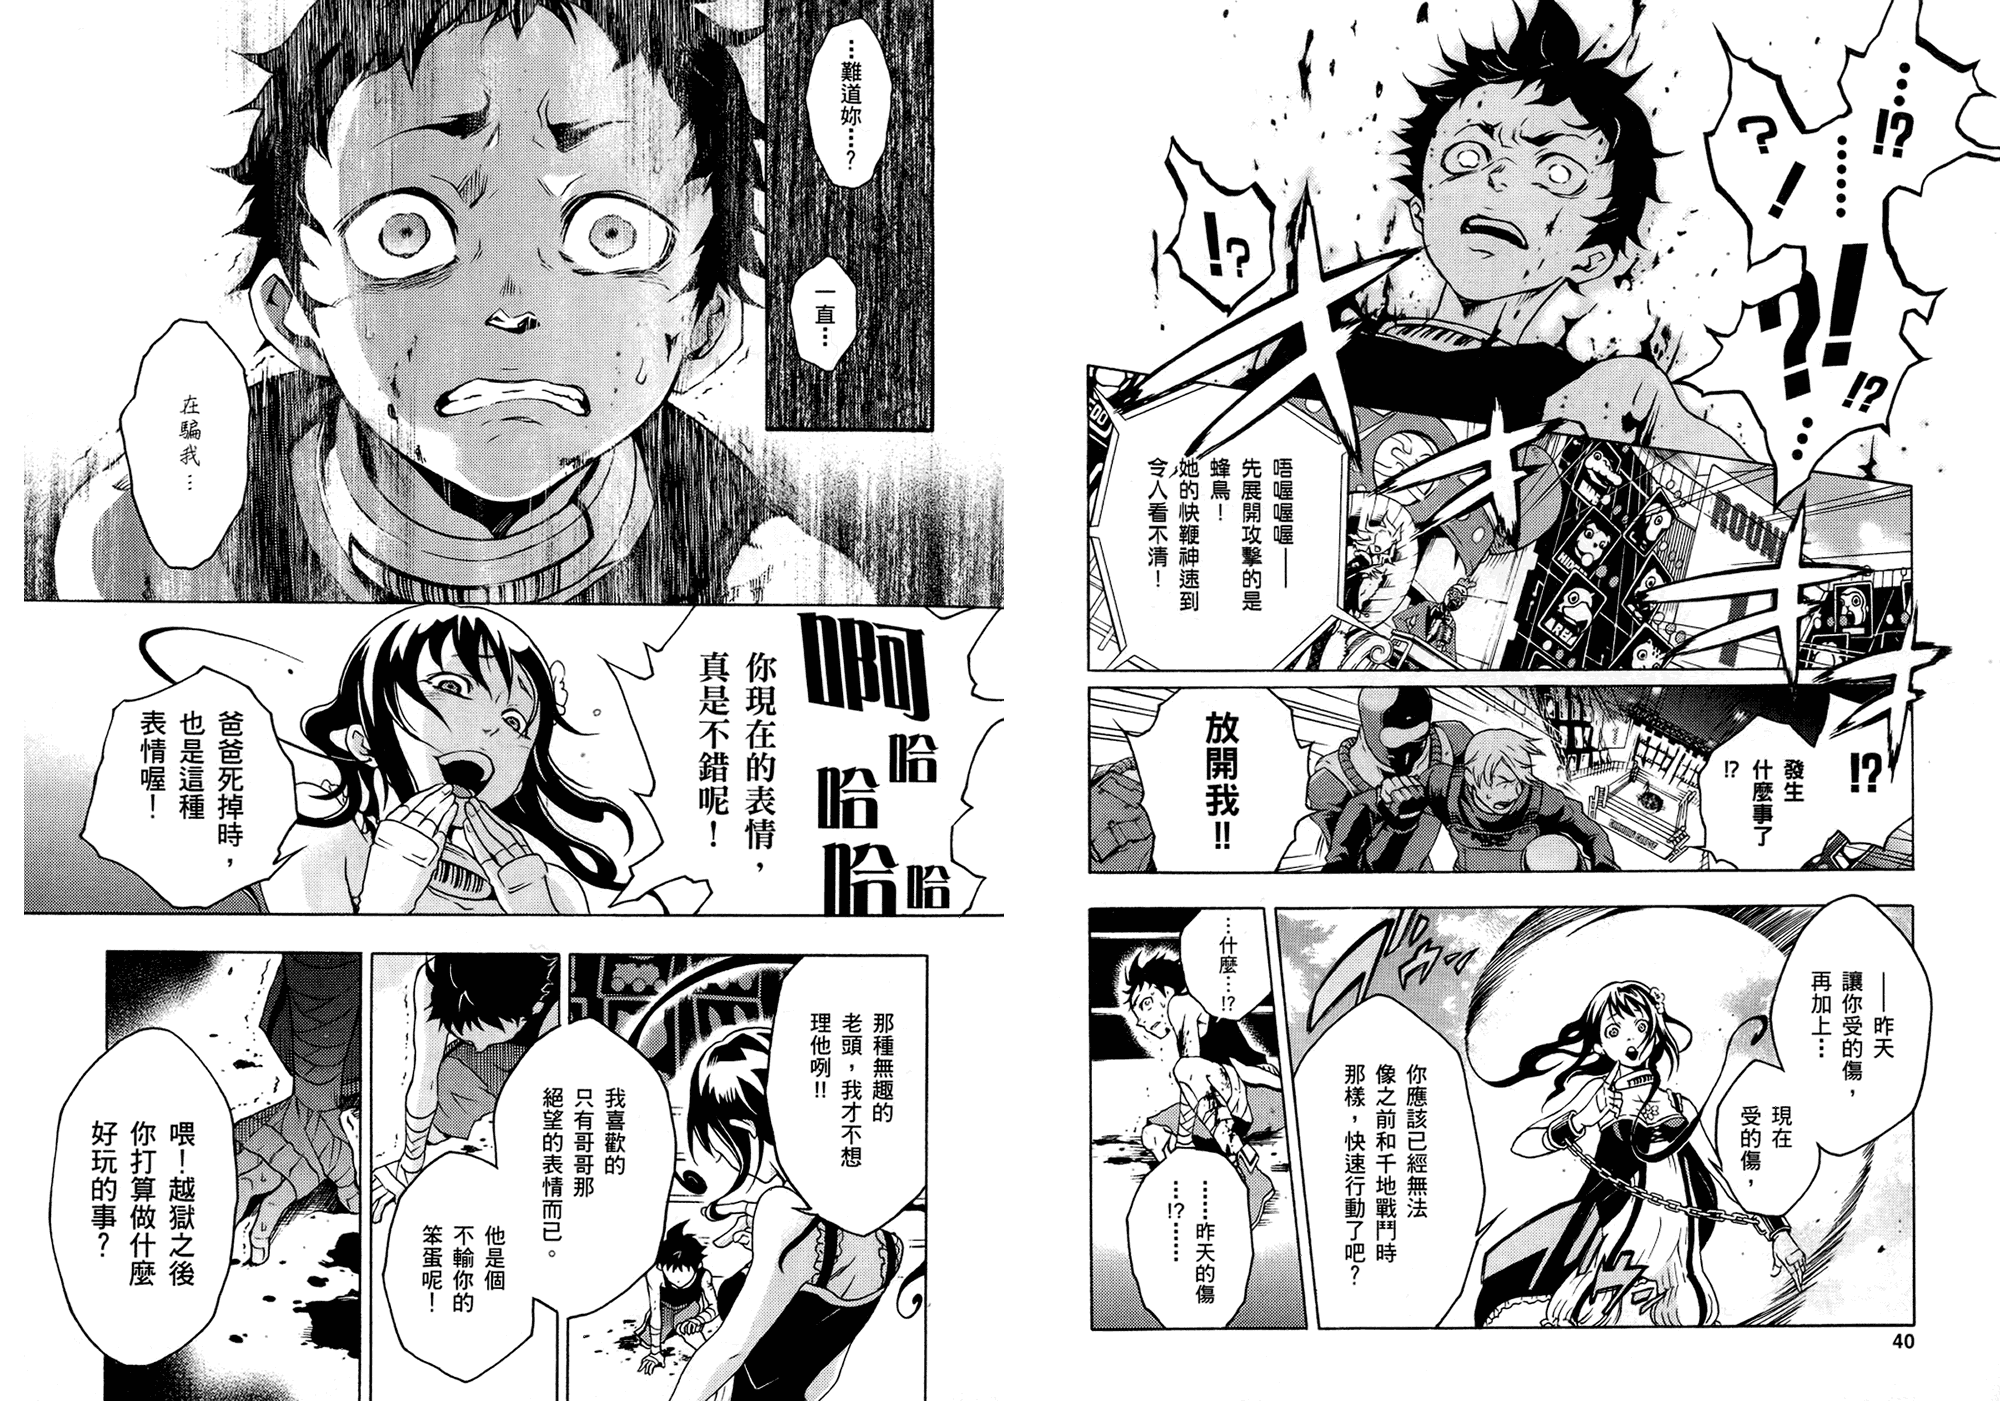 ……!?
?
……
!
?!
!?
?
……
!?
唔喔喔喔——
先展開攻擊的是
蜂鳥！
她的快鞭神速到
令人看不清！
ROUN
AREN
!?
發生
什麼事了
!?
放開我!!
——昨天
讓你受的傷，
再加上…
現在
受的傷，
你應該已經無法
像之前和千地戰鬥時
那樣，快速行動了吧？
…什麼…!?
……昨天的傷
…!?……
40
…難道妳……?
一直…
在騙我…
啊
哈
哈
哈
哈
你現在的表情，
真是不錯呢！
爸爸死掉時，
也是這種
表情喔！
那種無趣的
老頭，我才不想
理他咧!!
我喜歡的
只有哥哥那
絕望的表情而已。
他是個
不輸你的
笨蛋呢！
喂！越獄之後
你打算做什麼
好玩的事？